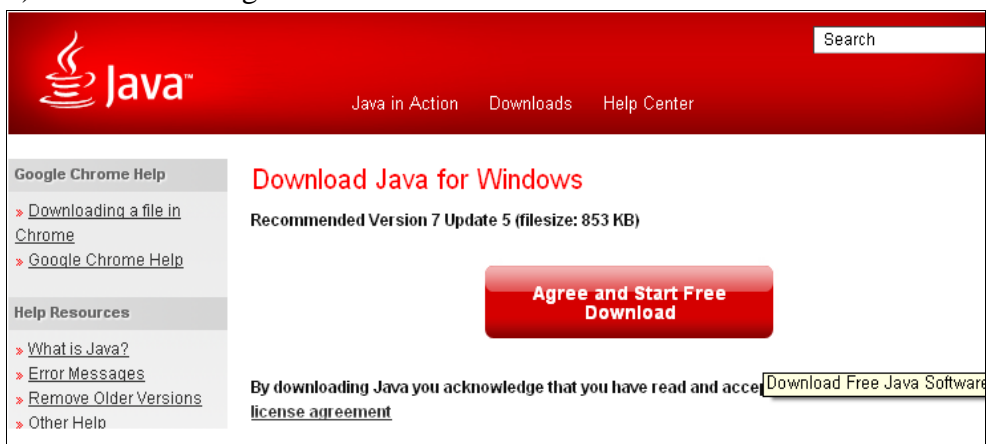 Search
Java™
Java in Action Downloads Help Center
Google Chrome Help
» Downloading a file in
Chrome
» Google Chrome Help
Help Resources
» What is Java?
» Error Messages
» Remove Older Versions
» Other Help
Download Java for Windows
Recommended Version 7 Update 5 (filesize: 853 KB)
Agree and Start Free
Download
By downloading Java you acknowledge that you have read and
license agreement
Download Free Java Software